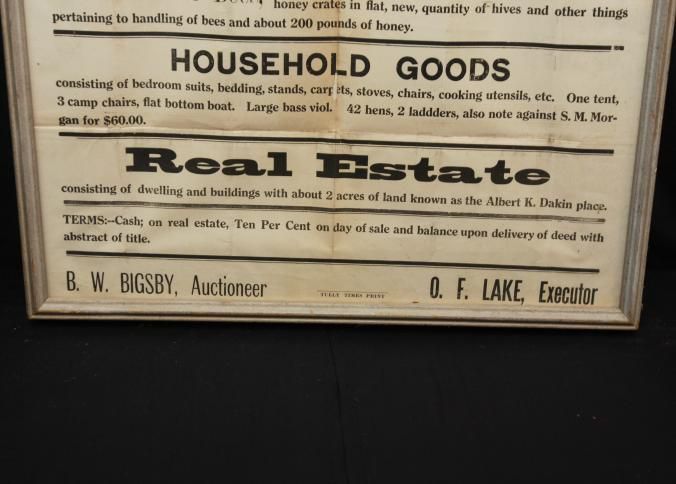 honey crates in flat, new, quantity of hives and other things
pertaining to handling of bees and about 200 pounds of honey.
HOUSEHOLD GOODS
consisting of bedroom suits, bedding, stands, carpets, stoves, chairs, cooking utensils, etc. One tent,
3 camp chairs, flat bottom boat. Large bass viol. 42 hens, 2 laddders, also note against S. M. Mor-
gan for $60.00.
Real Estate
consisting of dwelling and buildings with about 2 acres of land known as the Albert K. Dakin place.
TERMS:--Cash; on real estate, Ten Per Cent on day of sale and balance upon delivery of deed with
abstract of title.
B. W. BIGSBY, Auctioneer
TULLY TIMES PRINT
O. F. LAKE, Executor